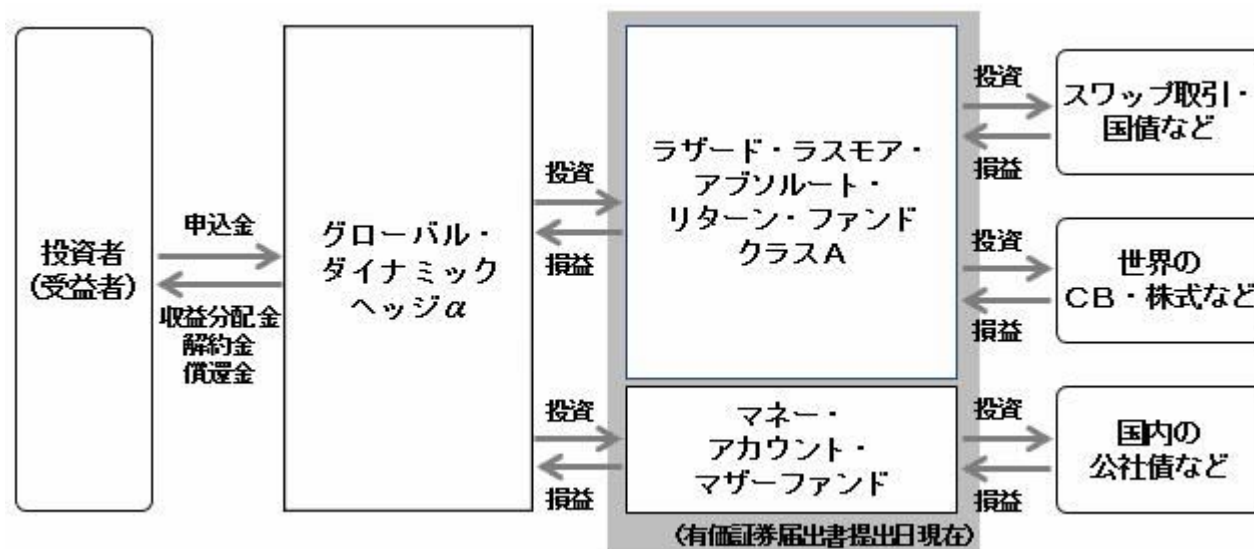 投資者
(受益者)
申込金
収益分配金
解約金
償還金
グローバル・
ダイナミック
ヘッジα
投資
損益
投資
損益
ラザード・ラスモア・
アブソルート・
リターン・ファンド
クラスA
マネー・
アカウント・
マザーファンド
(有価証券届出書提出日現在)
投資
損益
投資
損益
投資
損益
スワップ取引・
国債など
世界の
CB・株式など
国内の
公社債など